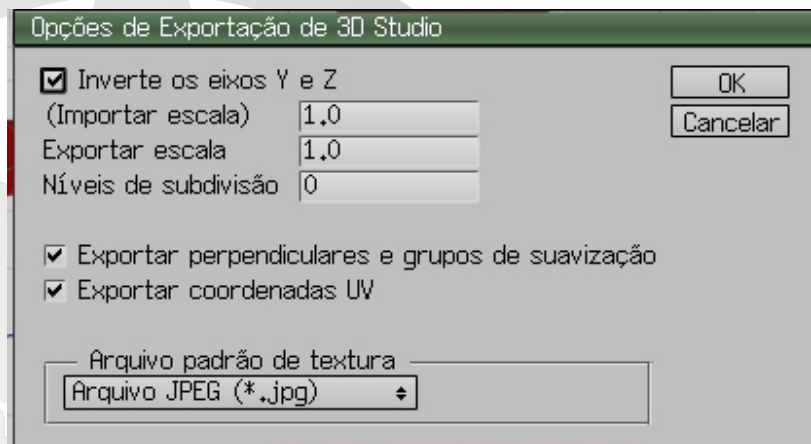 Opções de Exportação de 3D Studio
Inverte os eixos Y e Z
OK
(Importar escala) 1.0
Cancelar
Exportar escala 1.0
Níveis de subdivisão 0
Exportar perpendiculares e grupos de suavização
Exportar coordenadas UV
Arquivo padrão de textura
Arquivo JPEG (*.jpg)